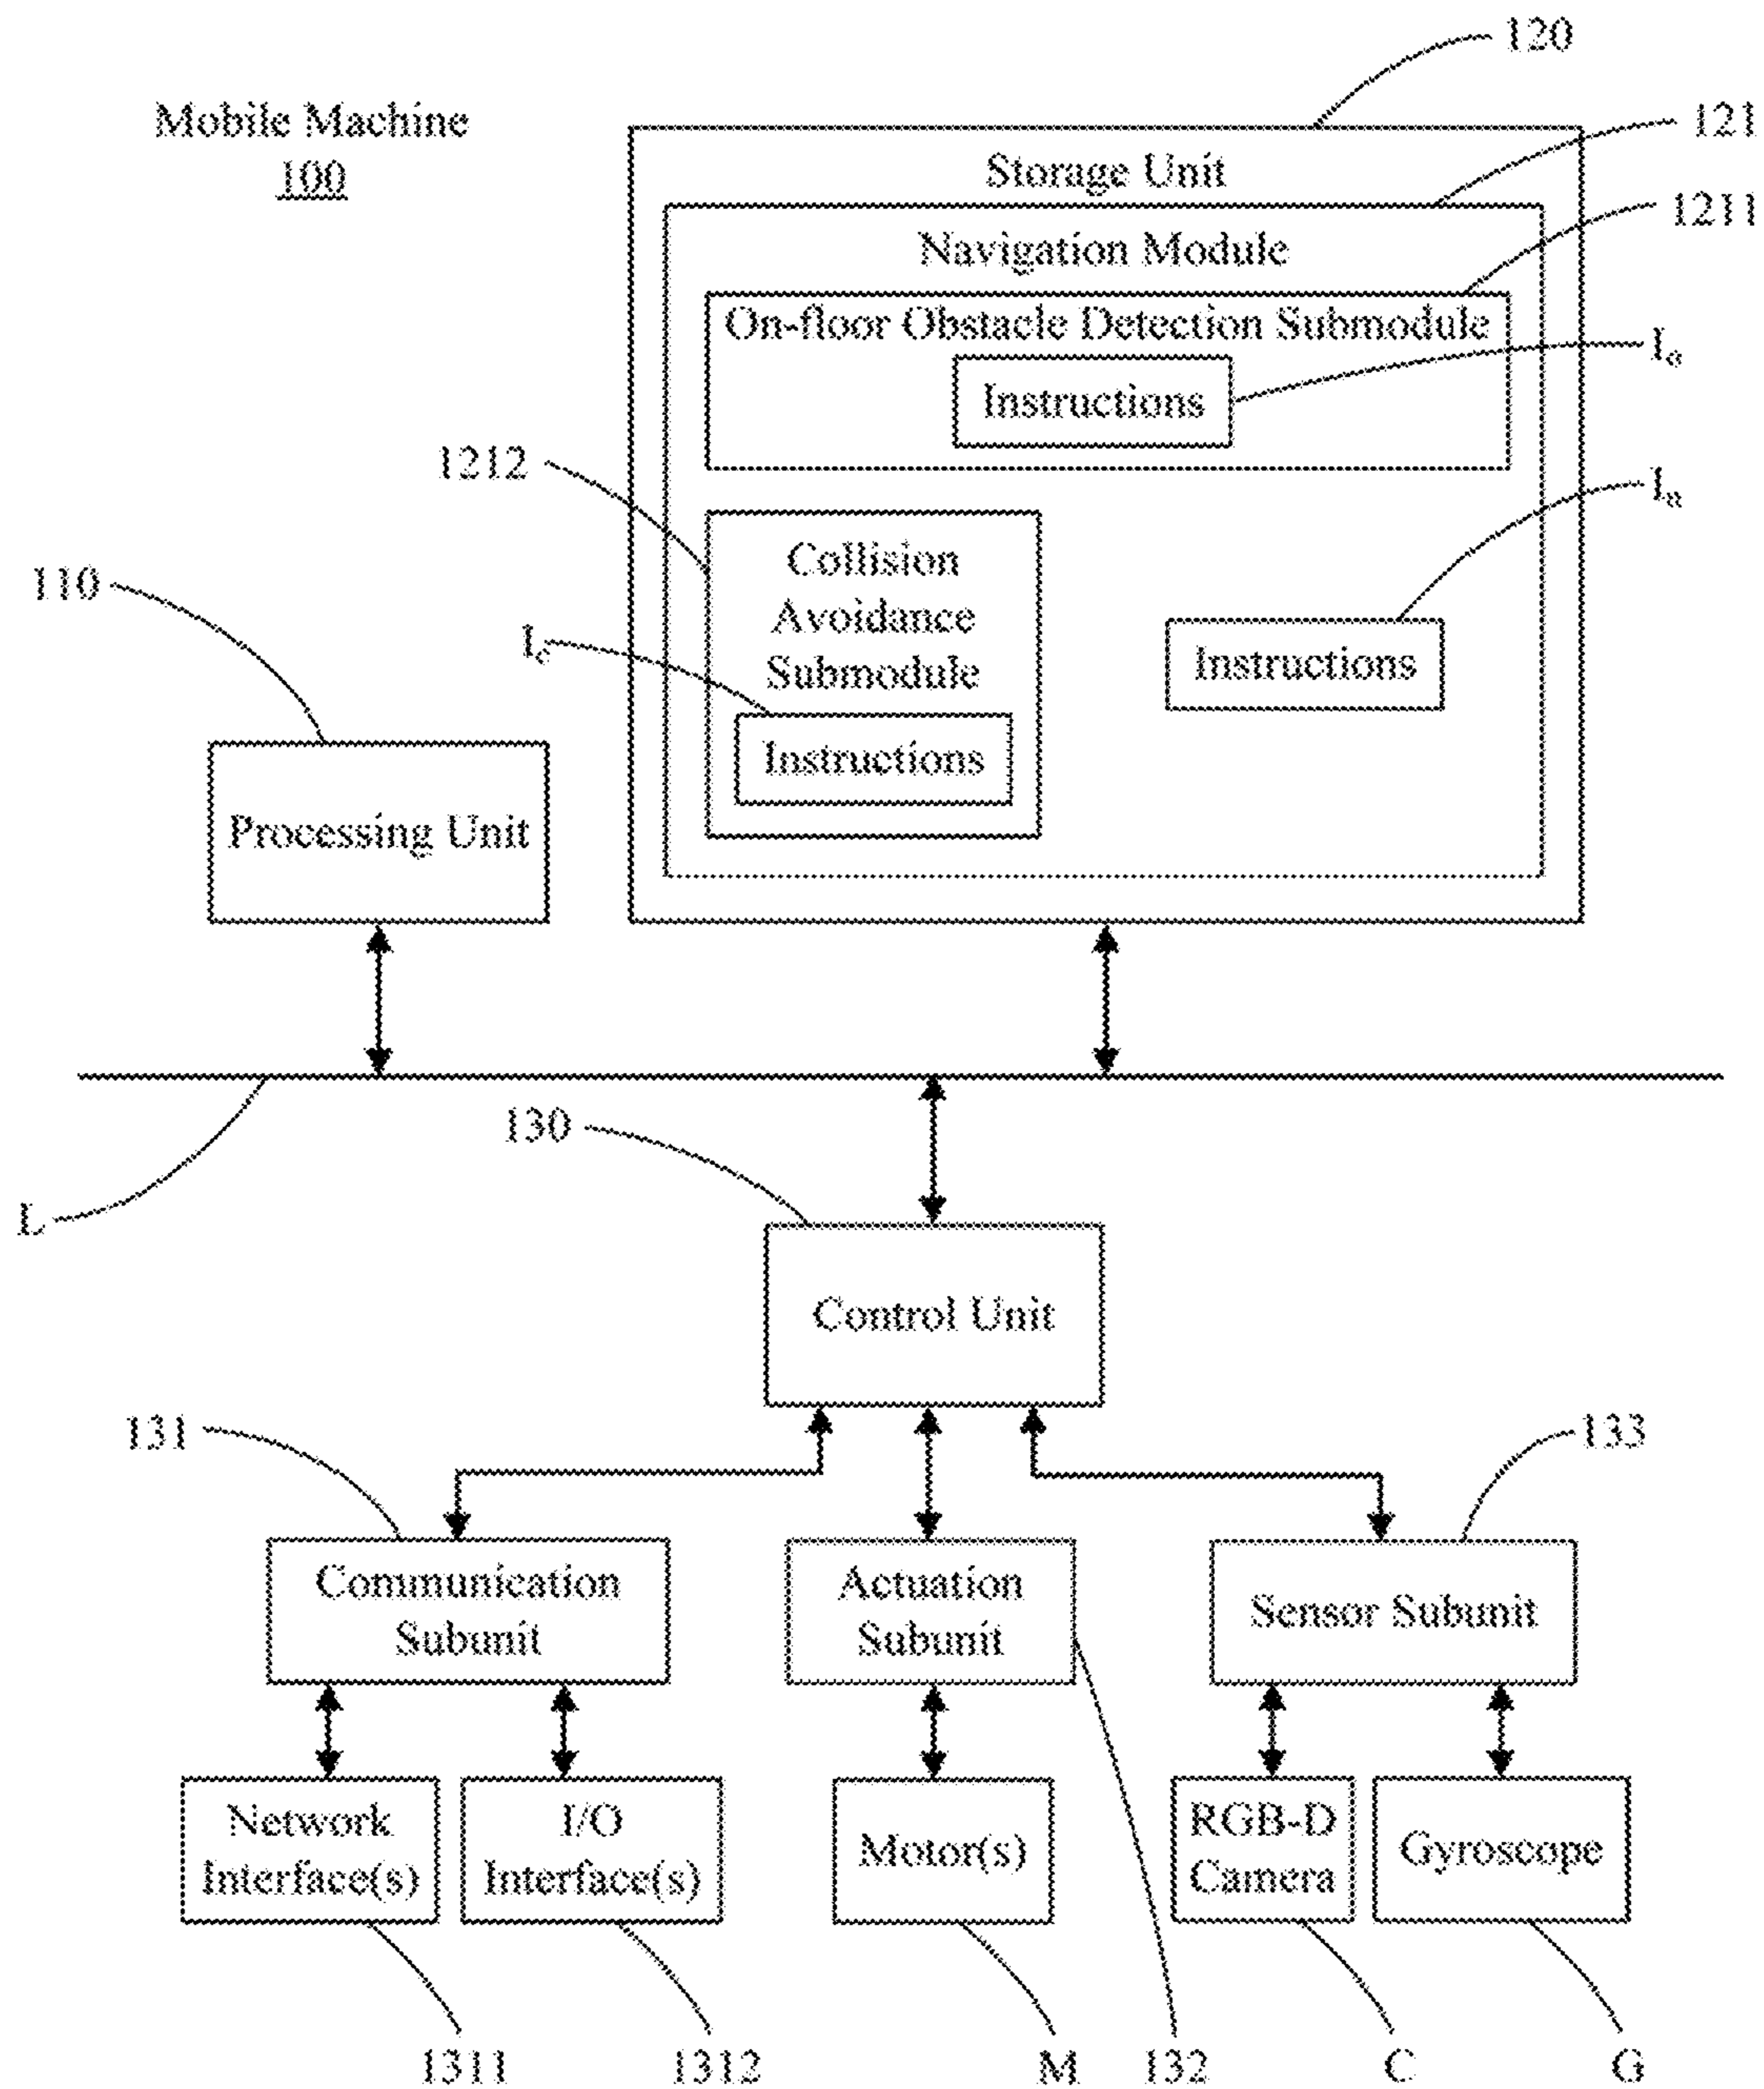 120
Mobile Machine
100
121
Storage Unit
1211
Navigation Module
On-floor Obstacle Detection Submodule
Io
Instructions
1212
In
Collision
Avoidance
Submodule
110
Ic
Instructions
Instructions
Processing Unit
130
L
Control Unit
131
133
Communication
Subunit
Actuation
Subunit
Sensor Subunit
Network
Interface(s)
I/O
Interface(s)
Motor(s)
RGB-D
Camera
Gyroscope
1311
1312
M
132
C
G